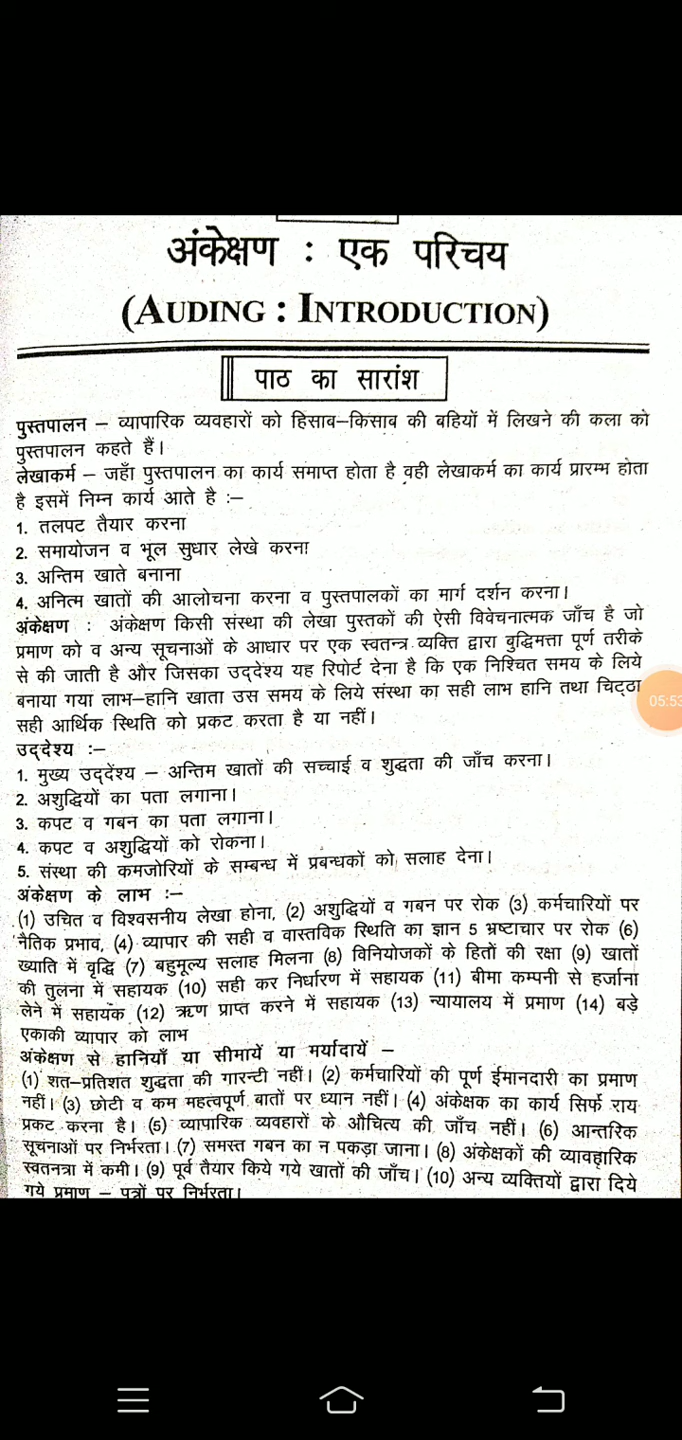 अंकेक्षण : एक परिचय
(AUDING : INTRODUCTION)
पाठ का सारांश
पुस्तपालन – व्यापारिक व्यवहारों को हिसाब–किसाब की बहियों में लिखने की कला को
पुस्तपालन कहते हैं।
लेखाकर्म – जहाँ पुस्तपालन का कार्य समाप्त होता है वही लेखाकर्म का कार्य प्रारम्भ होता
है इसमें निम्न कार्य आते है :–
1. तलपट तैयार करना
2. समायोजन व भूल सुधार लेखे करना
3. अन्तिम खाते बनाना
4. अनित्म खातों की आलोचना करना व पुस्तपालकों का मार्ग दर्शन करना।
अंकेक्षण : अंकेक्षण किसी संस्था की लेखा पुस्तकों की ऐसी विवेचनात्मक जाँच है जो
प्रमाण को व अन्य सूचनाओं के आधार पर एक स्वतन्त्र व्यक्ति द्वारा बुद्धिमत्ता पूर्ण तरीके
से की जाती है और जिसका उद्देश्य यह रिपोर्ट देना है कि एक निश्चित समय के लिये
बनाया गया लाभ–हानि खाता उस समय के लिये संस्था का सही लाभ हानि तथा चिट्ठा
सही आर्थिक स्थिति को प्रकट करता है या नहीं।
05:53
उद्देश्य :–
1. मुख्य उद्देंश्य – अन्तिम खातों की सच्चाई व शुद्धता की जाँच करना।
2. अशुद्धियों का पता लगाना।
3. कपट व गबन का पता लगाना।
4. कपट व अशुद्धियों को रोकना।
5. संस्था की कमजोरियों के सम्बन्ध में प्रबन्धकों को सलाह देना।
अंकेक्षण के लाभ :–
(1) उचित व विश्वसनीय लेखा होना, (2) अशुद्धियों व गबन पर रोक (3) कर्मचारियों पर
नैतिक प्रभाव, (4) व्यापार की सही व वास्तविक स्थिति का ज्ञान 5 भ्रष्टाचार पर रोक (6)
ख्याति में वृद्धि (7) बहुमूल्य सलाह मिलना (8) विनियोजकों के हितों की रक्षा (9) खातों
की तुलना में सहायक (10) सही कर निर्धारण में सहायक (11) बीमा कम्पनी से हर्जाना
लेने में सहायक (12) ऋण प्राप्त करने में सहायक (13) न्यायालय में प्रमाण (14) बड़े
एकाकी व्यापार को लाभ
अंकेक्षण से हानियाँ या सीमायें या मर्यादायें –
(1) शत–प्रतिशत शुद्धता की गारन्टी नहीं। (2) कर्मचारियों की पूर्ण ईमानदारी का प्रमाण
नहीं। (3) छोटी व कम महत्वपूर्ण बातों पर ध्यान नहीं। (4) अंकेक्षक का कार्य सिर्फ राय
प्रकट करना है। (5) व्यापारिक व्यवहारों के औचित्य की जाँच नहीं। (6) आन्तरिक
सूचनाओं पर निर्भरता। (7) समस्त गबन का न पकड़ा जाना। (8) अंकेक्षकों की व्यावहारिक
स्वतनत्रा में कमी। (9) पूर्व तैयार किये गये खातों की जाँच। (10) अन्य व्यक्तियों द्वारा दिये
गये प्रमाण – पत्रों पर निर्भरता।